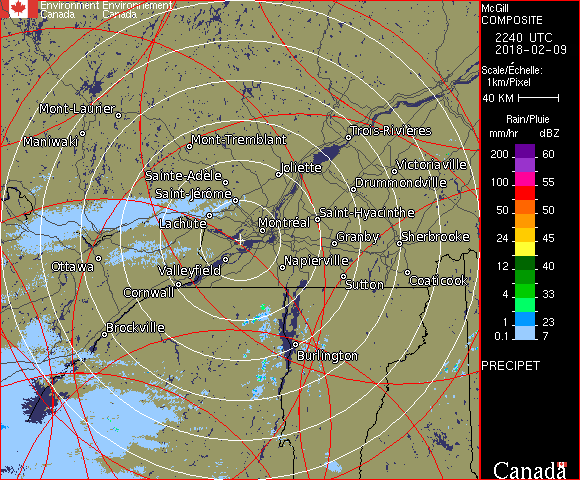 Environment Environnement
Canada Canada
McGill
COMPOSITE
2240 UTC
2018-02-09
Scale/Échelle:
1km/Pixel
40 KM
Rain/Pluie
mm/hr dBZ
200 60
55
100 55
50 50
24 45
12 40
4 33
1 23
0.1 7
PRECIPET
Canada
Mont-Laurier
Maniwaki
Mont-Tremblant
Trois-Rivières
Joliette
Victoriaville
Sainte-Adèle
Drummondville
Saint-Jérôme
Lachute
Saint-Hyacinthe
Montréal
Granby
Sherbrooke
Ottawa
Valleyfield
Napierville
Sutton
Coaticook
Cornwall
Brockville
Burlington